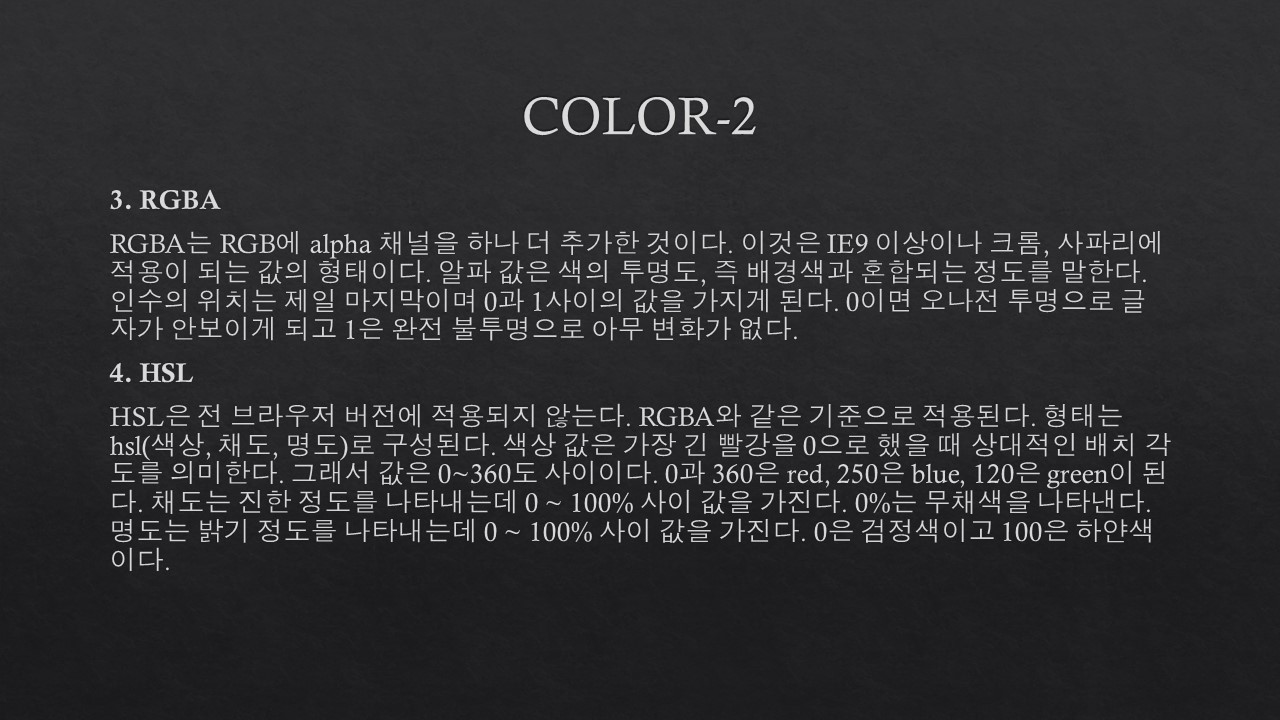 COLOR-2
3. RGBA
RGBA는 RGB에 alpha 채널을 하나 더 추가한 것이다. 이것은 IE9 이상이나 크롬, 사파리에
적용이 되는 값의 형태이다. 알파 값은 색의 투명도, 즉 배경색과 혼합되는 정도를 말한다.
인수의 위치는 제일 마지막이며 0과 1사이의 값을 가지게 된다. 0이면 오나전 투명으로 글
자가 안보이게 되고 1은 완전 불투명으로 아무 변화가 없다.
4. HSL
HSL은 전 브라우저 버전에 적용되지 않는다. RGBA와 같은 기준으로 적용된다. 형태는
hsl(색상, 채도, 명도)로 구성된다. 색상 값은 가장 긴 빨강을 0으로 했을 때 상대적인 배치 각
도를 의미한다. 그래서 값은 0~360도 사이이다. 0과 360은 red, 250은 blue, 120은 green이 된
다. 채도는 진한 정도를 나타내는데 0 ~ 100% 사이 값을 가진다. 0%는 무채색을 나타낸다.
명도는 밝기 정도를 나타내는데 0 ~ 100% 사이 값을 가진다. 0은 검정색이고 100은 하얀색
이다.